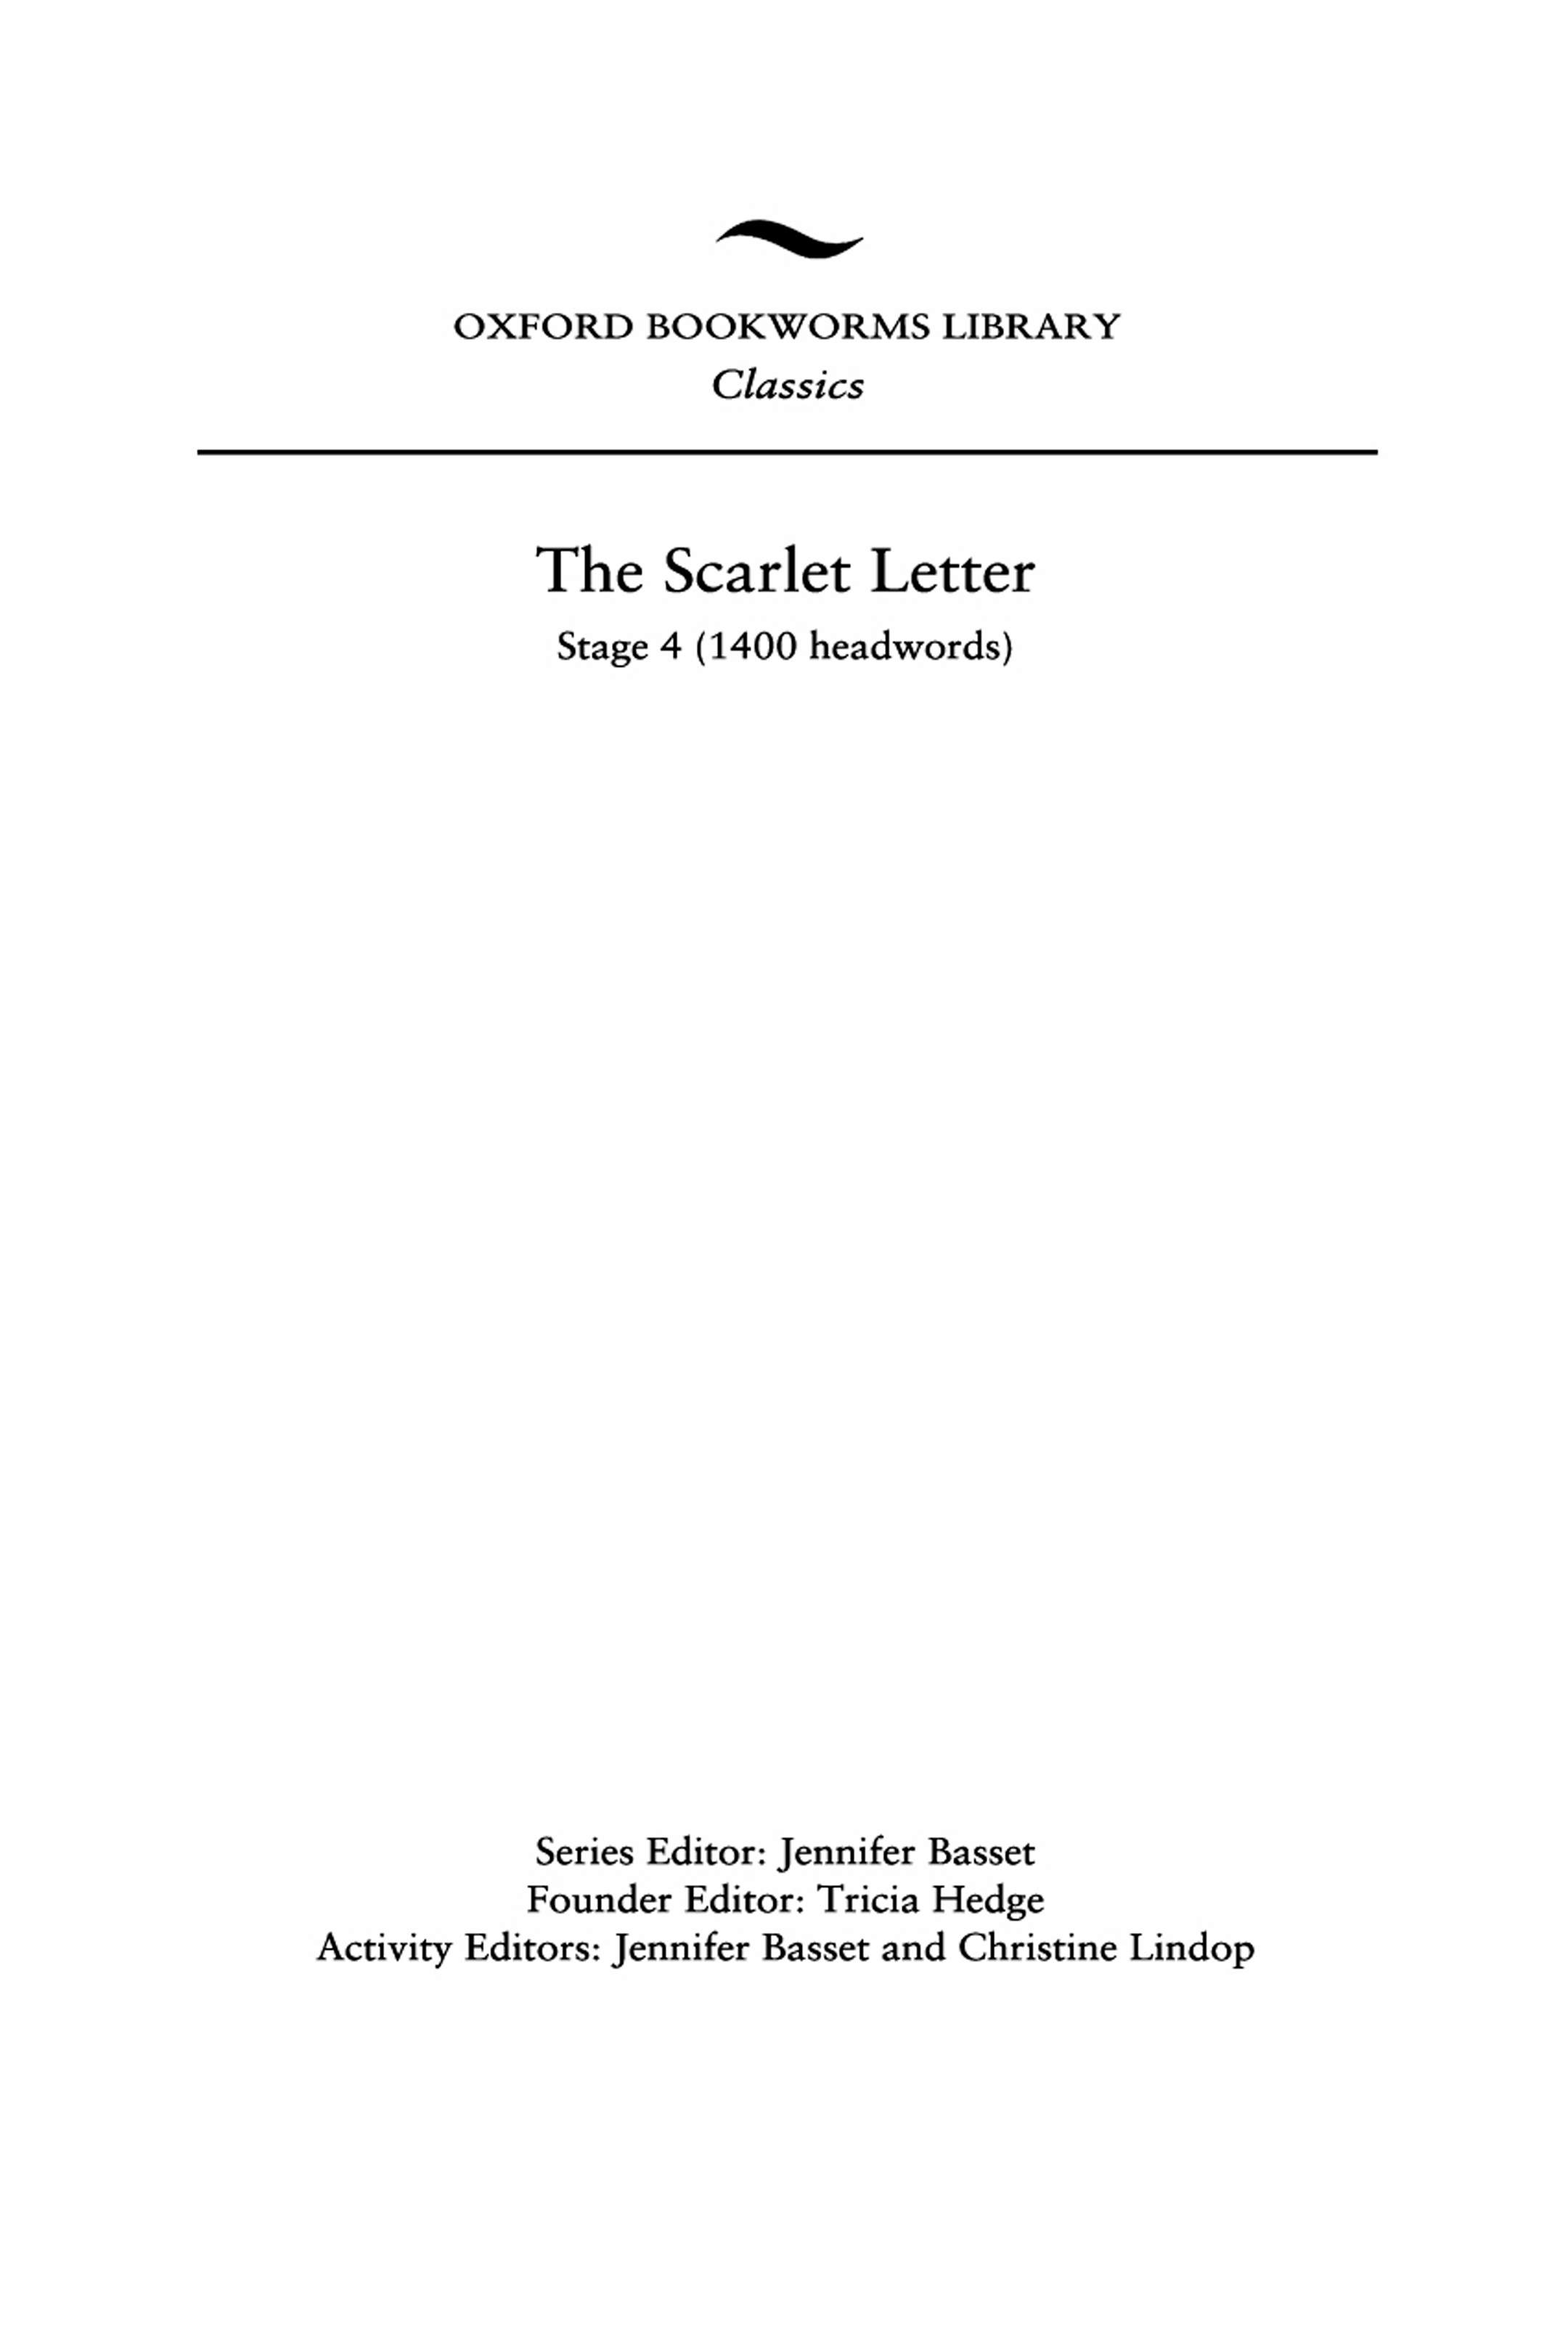 OXFORD BOOKWORMS LIBRARY
Classics
The Scarlet Letter
Stage 4 (1400 headwords)
Series Editor: Jennifer Basset
Founder Editor: Tricia Hedge
Activity Editors: Jennifer Basset and Christine Lindop